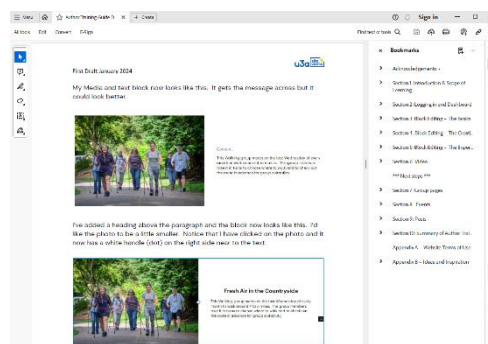 Menu
Author Training Guide D
Create
Sign in
All tools Edit Convert E-Sign
Find text or tools
First Draft January 2024
u3a
My Media and text block now looks like this. It gets the message across but it
could look better.
I've added a heading above the paragraph and the block now looks like this. I'd
like the photo to be a little smaller. Notice that I have clicked on the photo and it
now has a white handle (dot) on the right side near to the text.
Fresh Air in the Countryside
Bookmarks
Acknowledgements
Section 1 Introduction & Scope of
Learning
Section 2: Logging in and Dashboard
Section 3: Block Editing – The basics
Section 4: Block Editing – The
Section 5: Block Editing – The
Section 6: Video
*** Next steps ***
Section 7: Group pages
Section 8: Events
Section 9: Posts
Section 10: Summary of Author
Appendix A – Website Terms of Use
Appendix B – Ideas and Inspiration